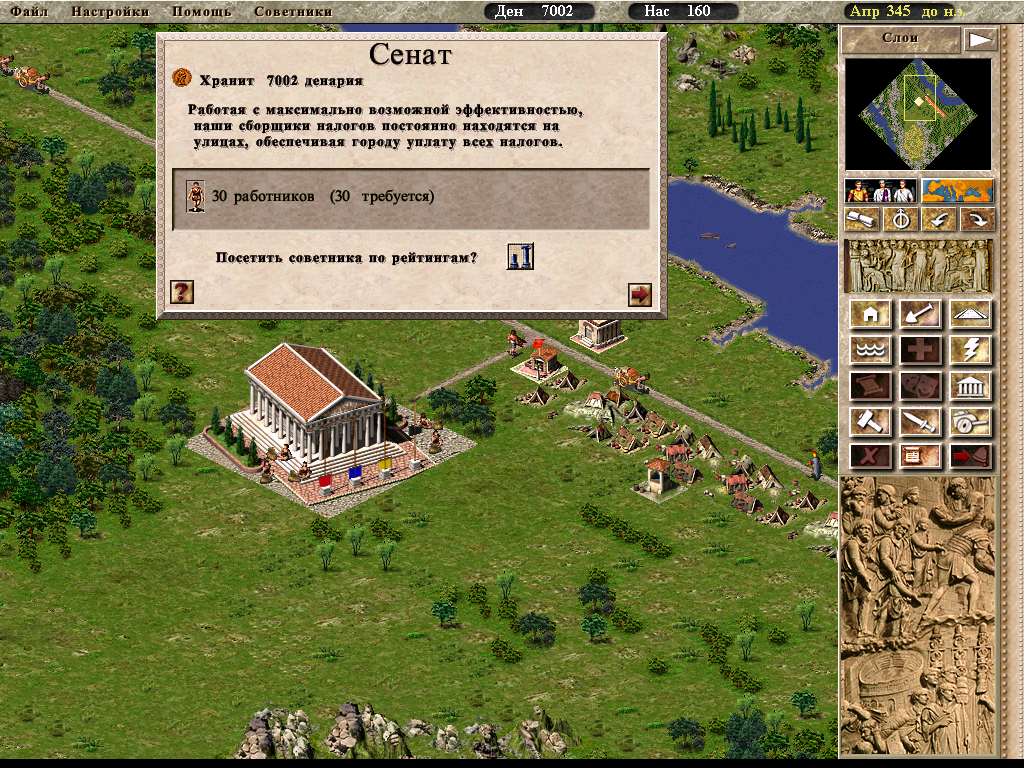 Файл Настройки Помощь Советники Ден 7002 Нас 160 Апр 345 до н.э.
Слои
Сенат
Хранит 7002 денария
Работая с максимально возможной эффективностью,
наши сборщики налогов постоянно находятся на
улицах, обеспечивая городу уплату всех налогов.
30 работников (30 требуется)
Посетить советника по рейтингам?
?